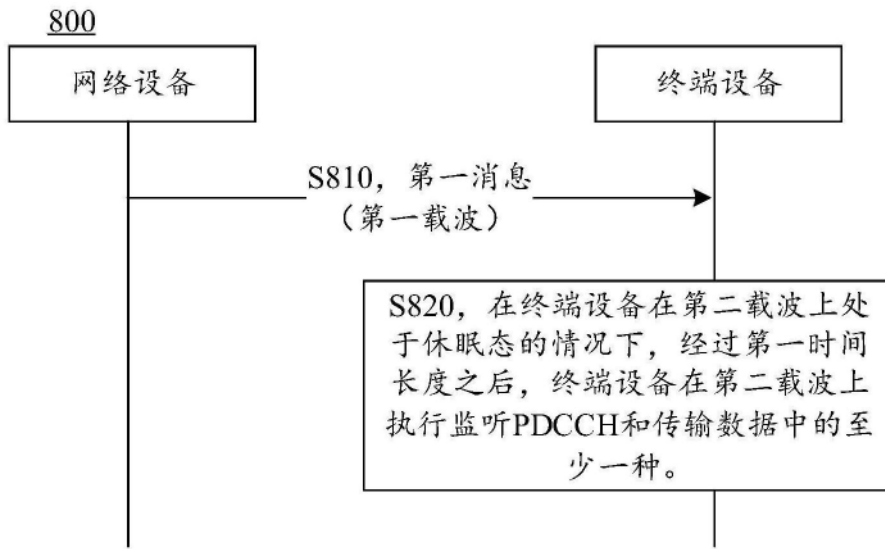 800
网络设备
终端设备
S810，第一消息
（第一载波）
S820，在终端设备在第二载波上处
于休眠态的情况下，经过第一时间
长度之后，终端设备在第二载波上
执行监听PDCCH和传输数据中的至
少一种。